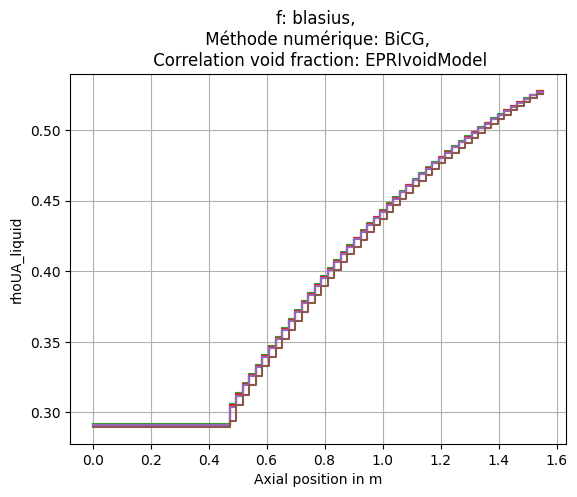 f: blasius,
Méthode numérique: BiCG,
Correlation void fraction: EPRIvoidModel
0.50
0.45
0.40
0.35
0.30
rhoUA_liquid
0.0 0.2 0.4 0.6 0.8 1.0 1.2 1.4 1.6
Axial position in m